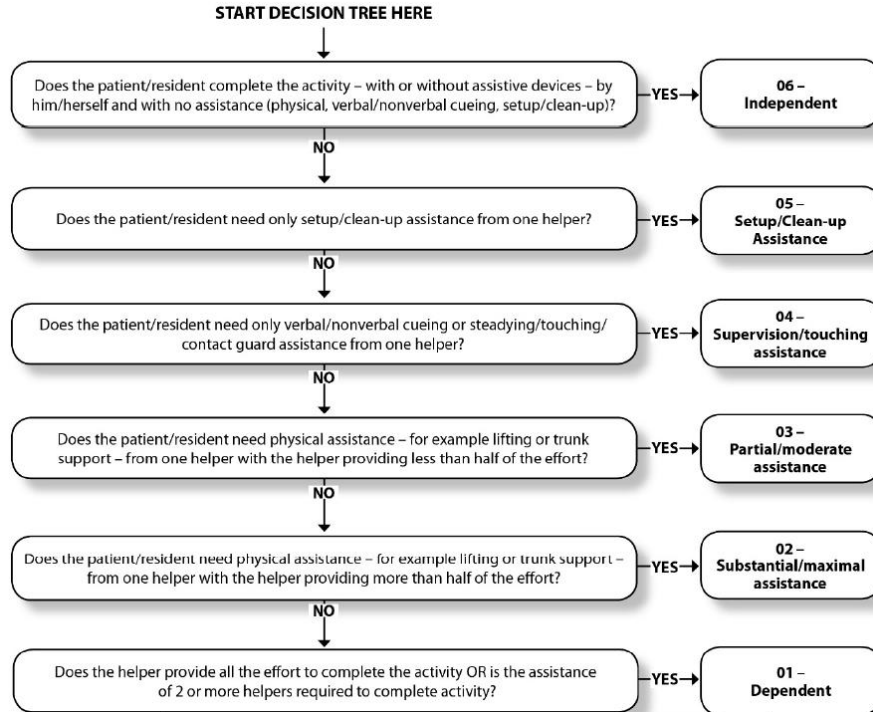 START DECISION TREE HERE
Does the patient/resident complete the activity – with or without assistive devices – by
him/herself and with no assistance (physical, verbal/nonverbal cueing, setup/clean-up)?
YES
06 –
Independent
NO
Does the patient/resident need only setup/clean-up assistance from one helper?
YES
05 –
Setup/Clean-up
Assistance
NO
Does the patient/resident need only verbal/nonverbal cueing or steadying/touching/
contact guard assistance from one helper?
YES
04 –
Supervision/touching
assistance
NO
Does the patient/resident need physical assistance – for example lifting or trunk
support – from one helper with the helper providing less than half of the effort?
YES
03 –
Partial/moderate
assistance
NO
Does the patient/resident need physical assistance – for example lifting or trunk support –
from one helper with the helper providing more than half of the effort?
YES
02 –
Substantial/maximal
assistance
NO
Does the helper provide all the effort to complete the activity OR is the assistance
of 2 or more helpers required to complete activity?
YES
01 –
Dependent